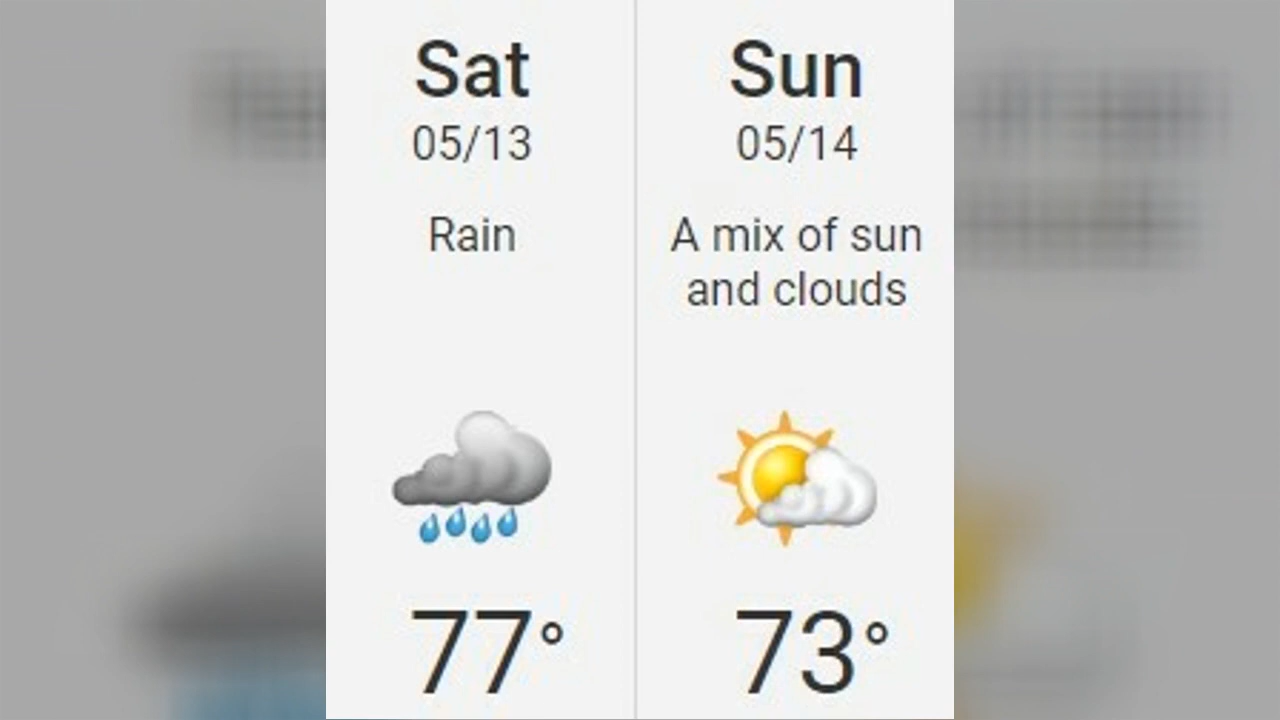 Sat
05/13
Rain
77°
Sun
05/14
A mix of sun
and clouds
73°